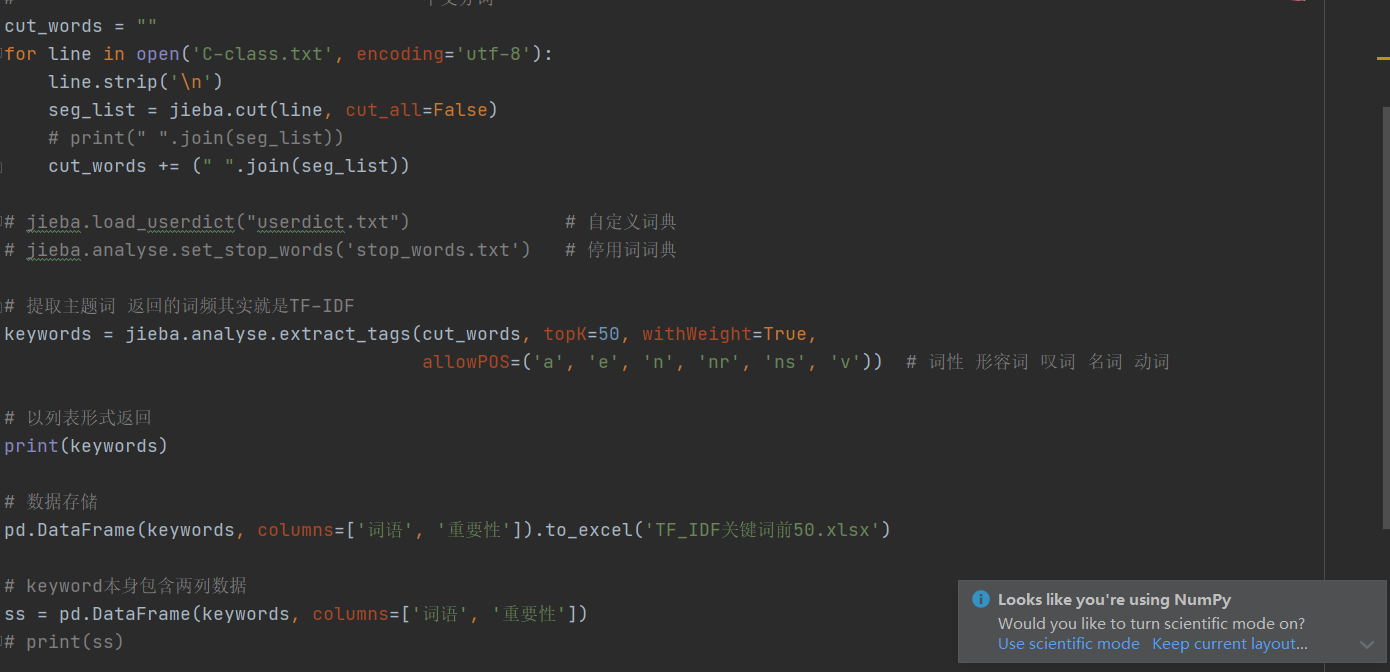 cut_words = ""
for line in open('C-class.txt', encoding='utf-8'):
    line.strip('\n')
    seg_list = jieba.cut(line, cut_all=False)
    # print(" ".join(seg_list))
    cut_words += (" ".join(seg_list))
# jieba.load_userdict("userdict.txt")              # 自定义词典
# jieba.analyse.set_stop_words('stop_words.txt')   # 停用词词典
# 提取主题词 返回的词频其实就是TF-IDF
keywords = jieba.analyse.extract_tags(cut_words, topK=50, withWeight=True,
                                      allowPOS=('a', 'e', 'n', 'nr', 'ns', 'v'))  # 词性 形容词 叹词 名词 动词
# 以列表形式返回
print(keywords)
# 数据存储
pd.DataFrame(keywords, columns=['词语', '重要性']).to_excel('TF_IDF关键词前50.xlsx')
# keyword本身包含两列数据
ss = pd.DataFrame(keywords, columns=['词语', '重要性'])
# print(ss)
Looks like you're using NumPy
Would you like to turn scientific mode on?
Use scientific mode Keep current layout...